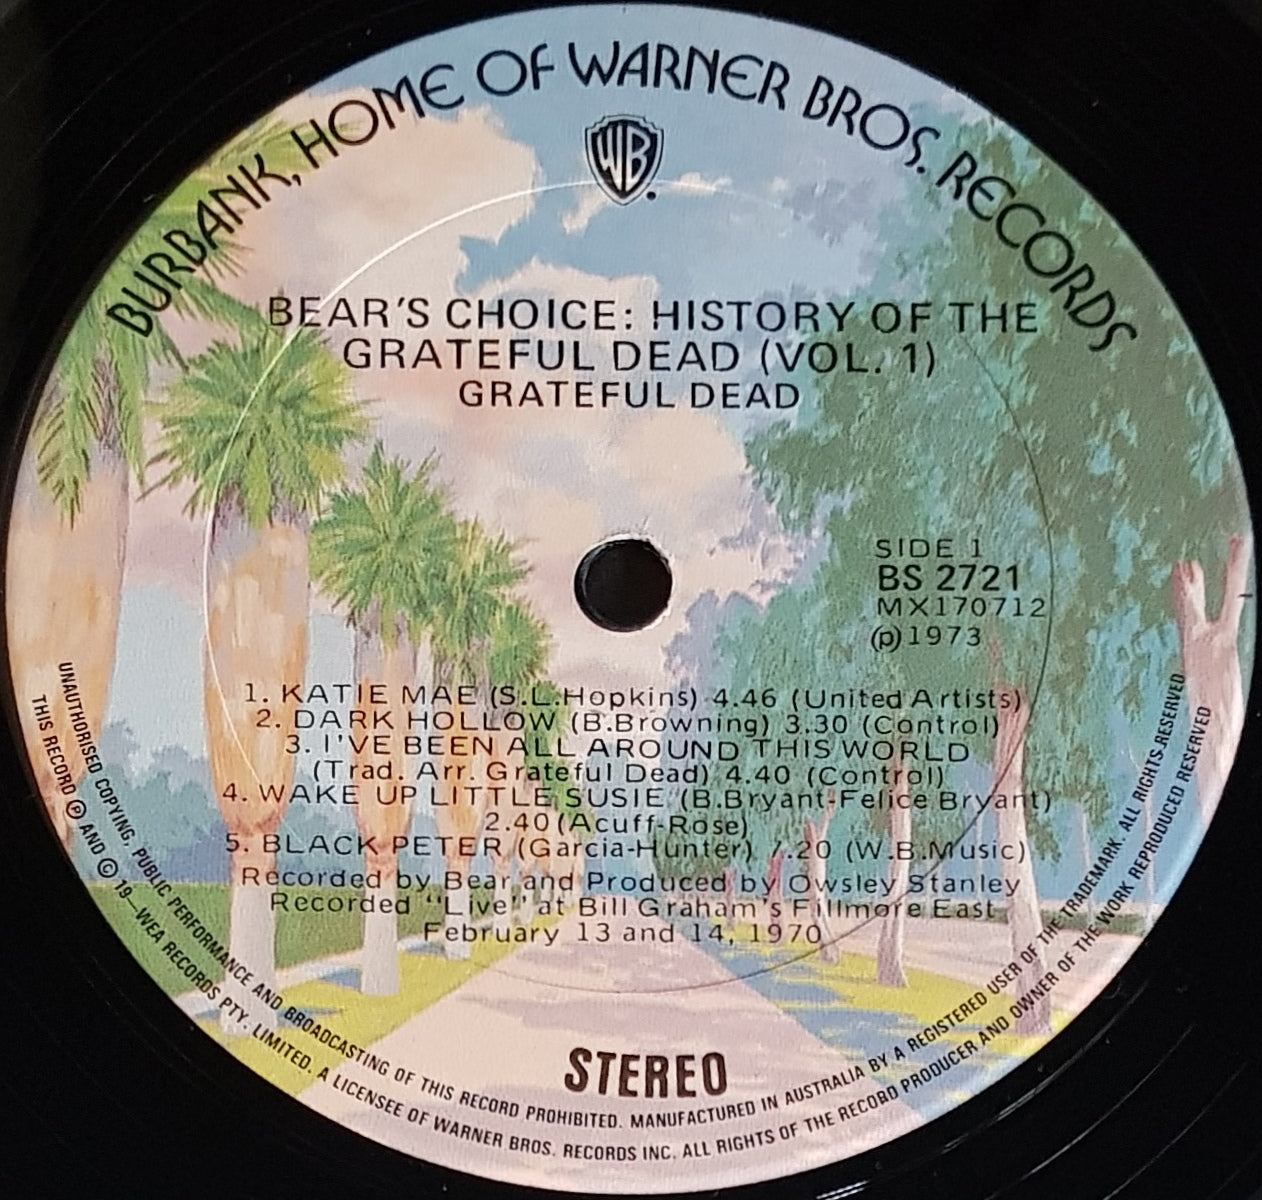 BURBANK, HOME OF WARNER BROS. RECORDS
WB
BEAR'S CHOICE: HISTORY OF THE
GRATEFUL DEAD (VOL. 1)
GRATEFUL DEAD
SIDE 1
BS 2721
MX170712
(p) 1973
1. KATIE MAE (S.L.Hopkins) 4.46 (United Artists)
2. DARK HOLLOW (B.Browning) 3.30 (Control)
3. I'VE BEEN ALL AROUND THIS WORLD
(Trad. Arr. Grateful Dead) 4.40 (Control)
4. WAKE UP LITTLE SUSIE (B.Bryant-Felice Bryant)
2.40 (Acuff-Rose)
5. BLACK PETER (Garcia-Hunter) 7.20 (W.B.Music)
Recorded by Bear and Produced by Owsley Stanley
Recorded "Live" at Bill Graham's Fillmore East
February 13 and 14, 1970
STEREO
UNAUTHORISED COPYING, PUBLIC PERFORMANCE AND BROADCASTING OF THIS RECORD PROHIBITED. MANUFACTURED IN AUSTRALIA BY A REGISTERED USER OF THE TRADEMARK. ALL RIGHTS RESERVED
THIS RECORD Ⓟ AND © 19—WEA RECORDS PTY. LIMITED. A LICENSEE OF WARNER BROS. RECORDS INC. ALL RIGHTS OF THE RECORD PRODUCER AND OWNER OF THE WORK REPRODUCED RESERVED